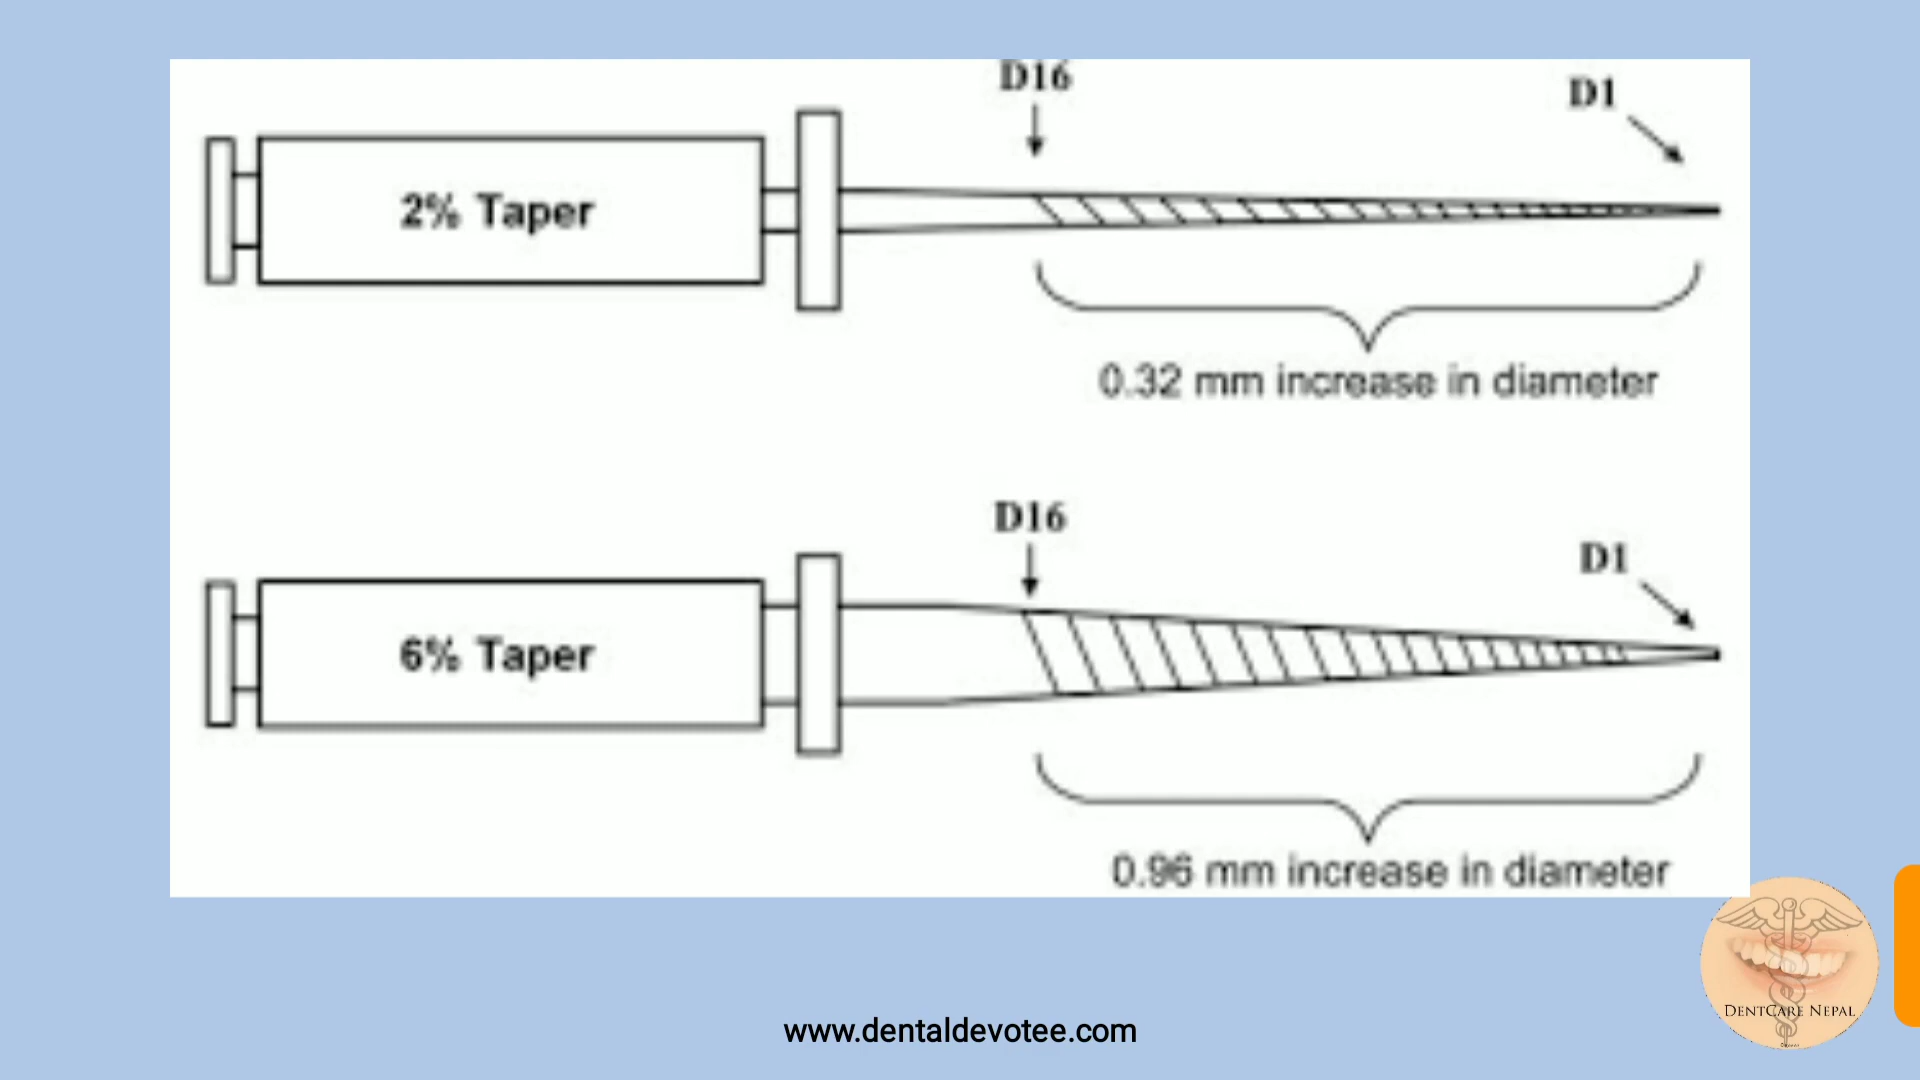 D16
D1
2% Taper
0.32 mm increase in diameter
D16
D1
6% Taper
0.96 mm increase in diameter
DENTCARE NEPAL
www.dentaldevotee.com